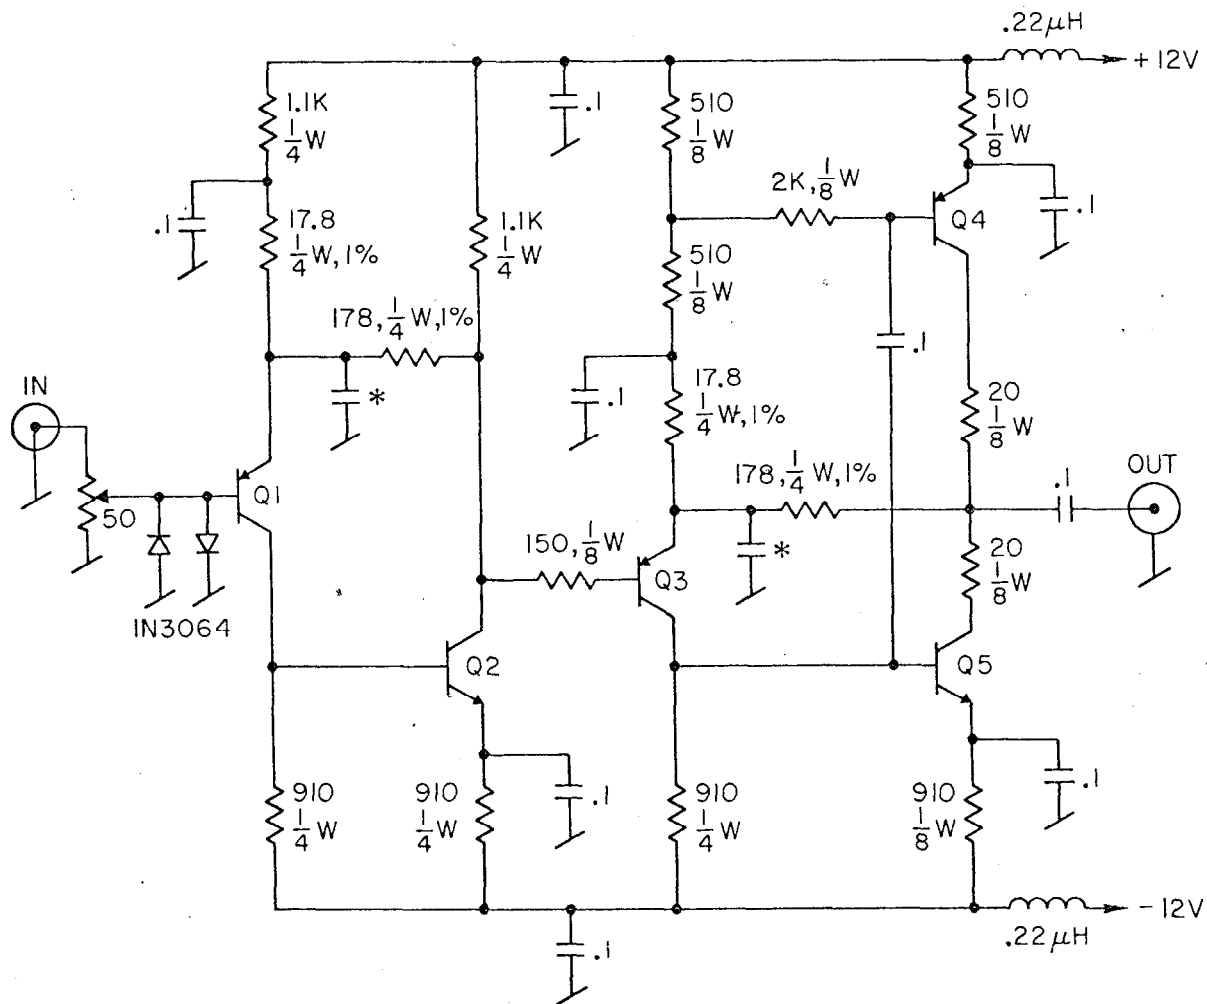 .22µH
+12V
1.1K
1/4W
.1
510
1/8W
510
1/8W
2K, 1/8W
.1
17.8
1/4W, 1%
1.1K
1/4W
510
1/8W
Q4
.1
178, 1/4W, 1%
*
.1
17.8
1/4W, 1%
.1
20
1/8W
IN
50
Q1
IN3064
178, 1/4W, 1%
*
.1
OUT
150, 1/8W
Q3
20
1/8W
Q2
Q5
910
1/4W
910
1/4W
.1
910
1/4W
910
1/8W
.1
.1
-12V
.22µH